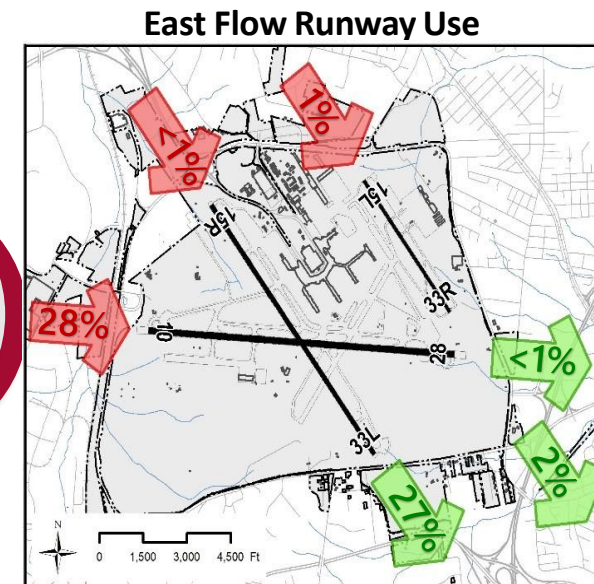 East Flow Runway Use
<1%
1%
15R
15L
28%
10
33R
28
<1%
33L
27%
2%
N
0 1,500 3,000 4,500 Ft